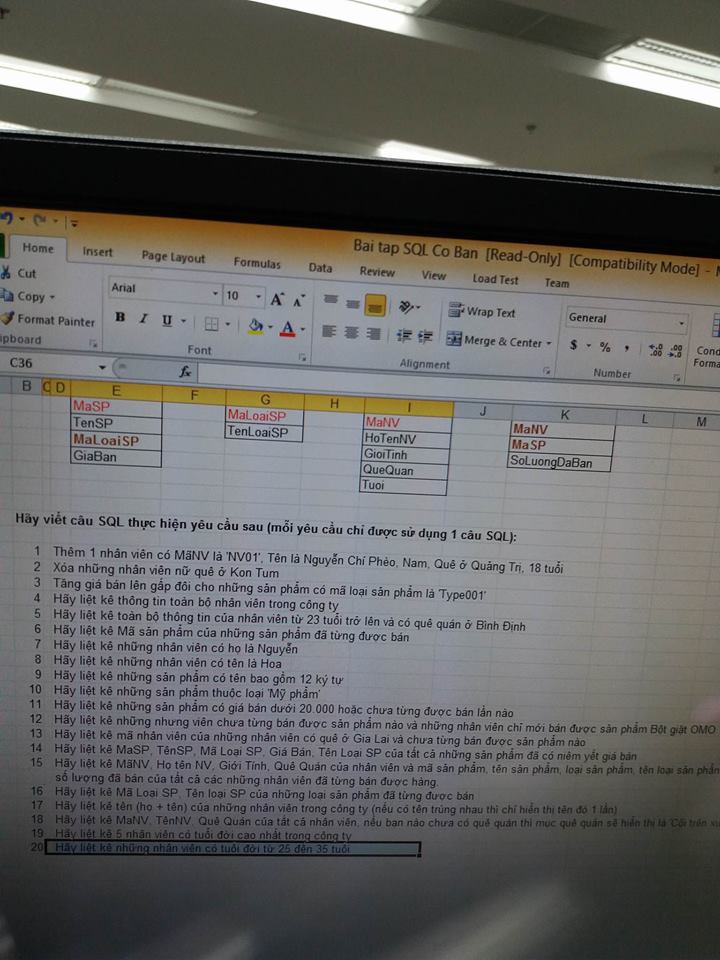 Bai tap SQL Co Ban [Read-Only] [Compatibility Mode] -
Home Insert Page Layout Formulas Data Review View Load Test Team
Cut
Copy
Format Painter
Arial 10
B I U
Wrap Text
Merge & Center
General
$ % ,
Font Alignment Number
C36
fx
B C D E F G H I J K L M
MaSP
TenSP
MaLoaiSP
GiaBan
MaLoaiSP
TenLoaiSP
MaNV
HoTenNV
GioiTinh
QueQuan
Tuoi
MaNV
MaSP
SoLuongDaBan
Hãy viết câu SQL thực hiện yêu cầu sau (mỗi yêu cầu chỉ được sử dụng 1 câu SQL):
1 Thêm 1 nhân viên có MãNV là 'NV01', Tên là Nguyễn Chí Phèo, Nam, Quê ở Quảng Trị, 18 tuổi
2 Xóa những nhân viên nữ quê ở Kon Tum
3 Tăng giá bán lên gấp đôi cho những sản phẩm có mã loại sản phẩm là 'Type001'
4 Hãy liệt kê thông tin toàn bộ nhân viên trong công ty
5 Hãy liệt kê toàn bộ thông tin của nhân viên từ 23 tuổi trở lên và có quê quán ở Bình Định
6 Hãy liệt kê Mã sản phẩm của những sản phẩm đã từng được bán
7 Hãy liệt kê những nhân viên có họ là Nguyễn
8 Hãy liệt kê những nhân viên có tên là Hoa
9 Hãy liệt kê những sản phẩm có tên bao gồm 12 ký tự
10 Hãy liệt kê những sản phẩm thuộc loại 'Mỹ phẩm'
11 Hãy liệt kê những sản phẩm có giá bán dưới 20.000 hoặc chưa từng được bán lần nào
12 Hãy liệt kê những nhưng viên chưa từng bán được sản phẩm nào và những nhân viên chỉ mới bán được sản phẩm Bột giặt OMO
13 Hãy liệt kê mã nhân viên của những nhân viên có quê ở Gia Lai và chưa từng bán được sản phẩm nào
14 Hãy liệt kê MaSP, TênSP, Mã Loại SP, Giá Bán, Tên Loại SP của tất cả những sản phẩm đã có niêm yết giá bán
15 Hãy liệt kê MãNV, Họ tên NV, Giới Tính, Quê Quán của nhân viên và mã sản phẩm, tên sản phẩm, loại sản phẩm, tên loại sản phẩm
số lượng đã bán của tất cả các những nhân viên đã từng bán được hàng.
16 Hãy liệt kê Mã Loại SP, Tên loại SP của những loại sản phẩm đã từng được bán
17 Hãy liệt kê tên (họ + tên) của những nhân viên trong công ty (nếu có tên trùng nhau thì chỉ hiển thị tên đó 1 lần)
18 Hãy liệt kê MaNV, TênNV, Quê Quán của tất cả nhân viên, nếu bạn nào chưa có quê quán thì mục quê quán sẽ hiển thị là 'Cõi trên
19 Hãy liệt kê 5 nhân viên có tuổi đời cao nhất trong công ty
20 Hãy liệt kê những nhân viên có tuổi đời từ 25 đến 35 tuổi